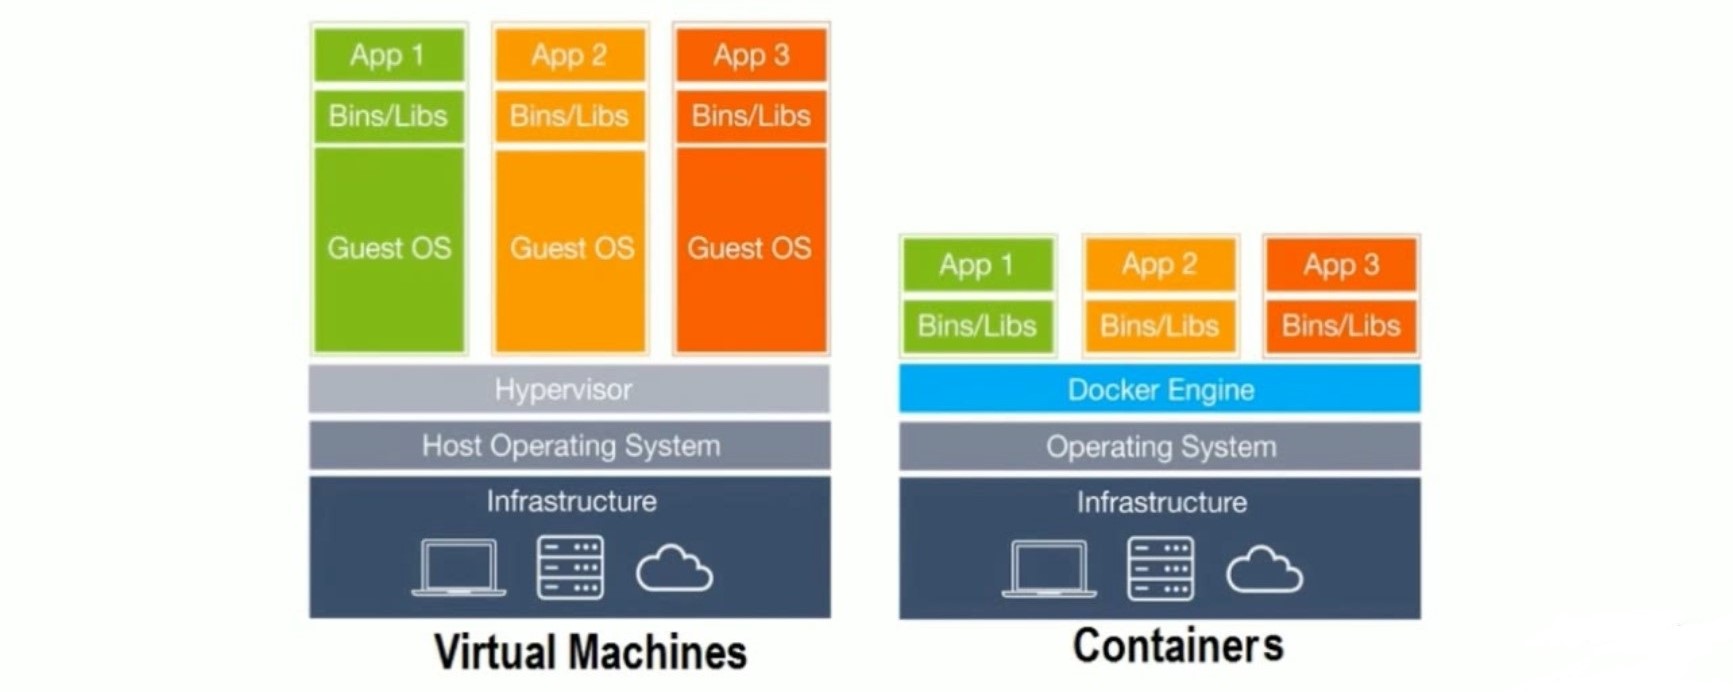 App 1
App 2
App 3
Bins/Libs
Bins/Libs
Bins/Libs
Guest OS
Guest OS
Guest OS
Hypervisor
Host Operating System
Infrastructure
Virtual Machines
App 1
App 2
App 3
Bins/Libs
Bins/Libs
Bins/Libs
Docker Engine
Operating System
Infrastructure
Containers